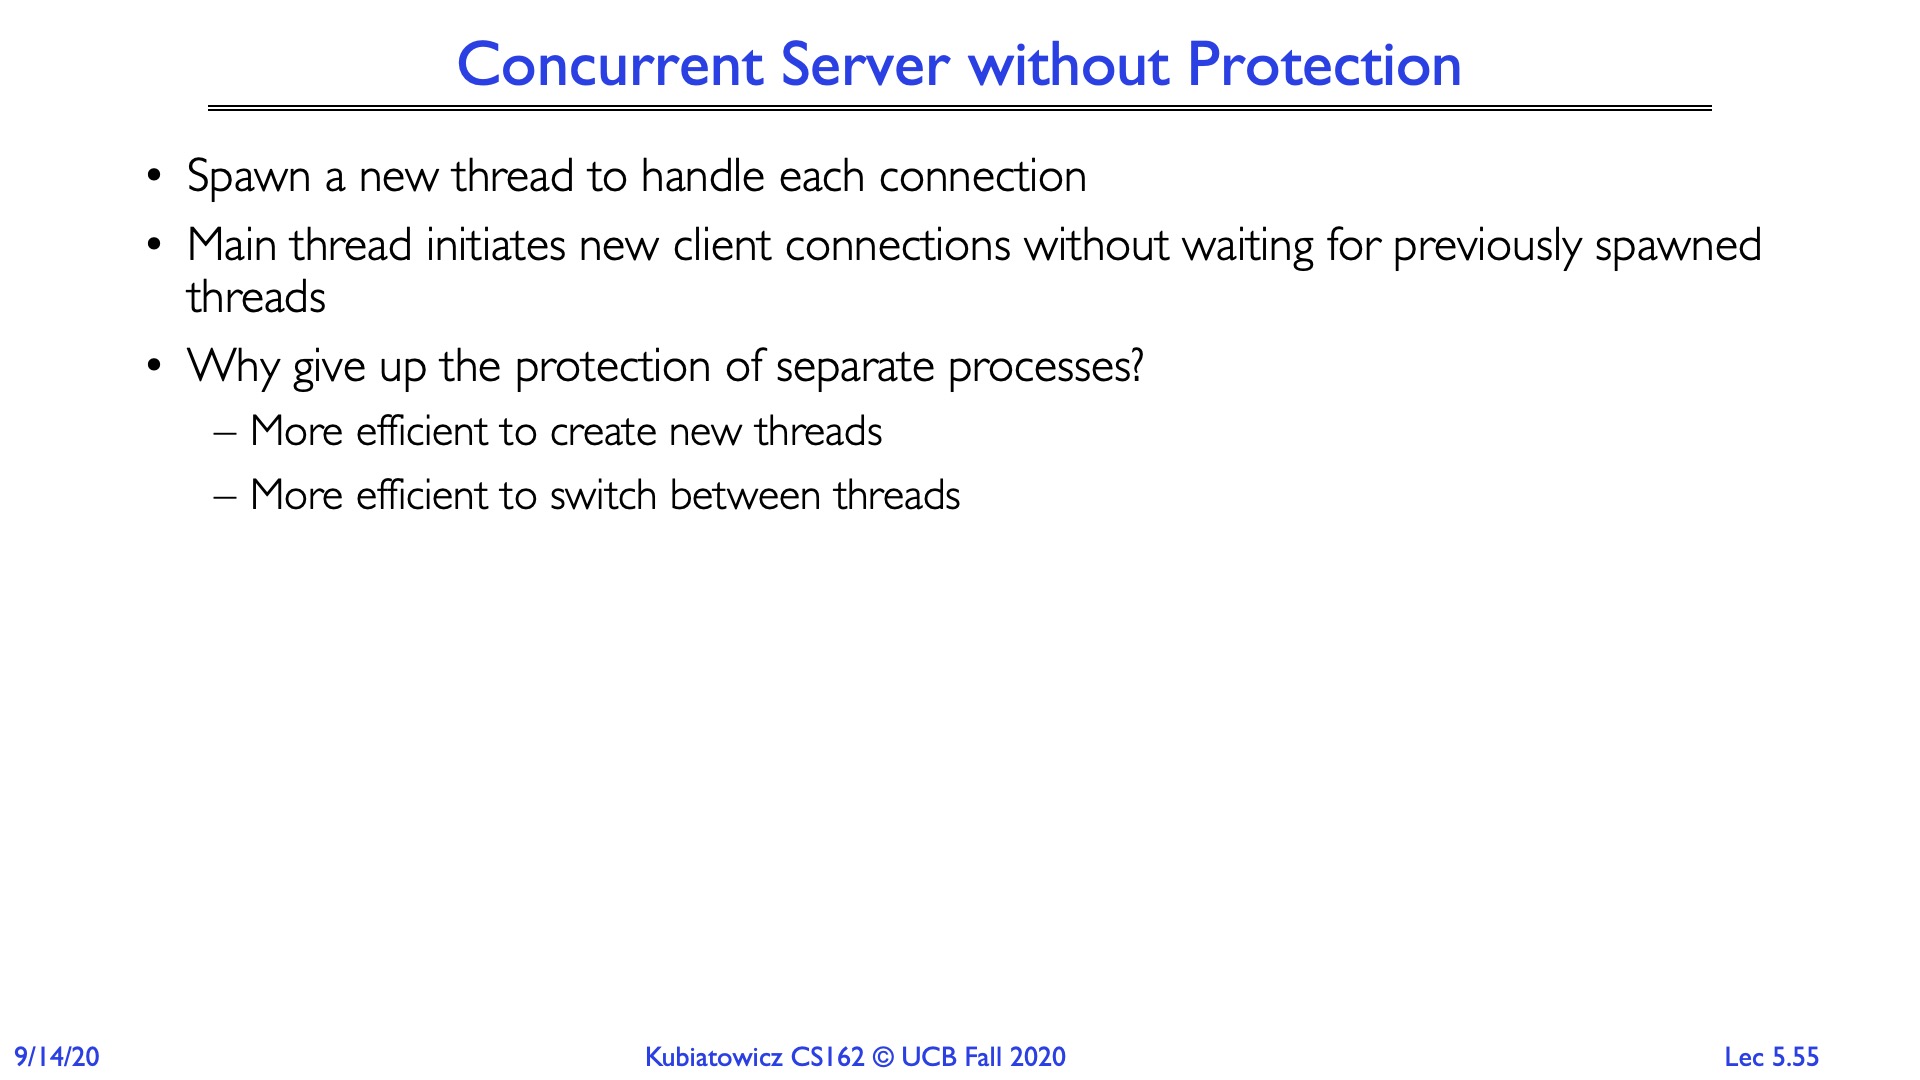 Concurrent Server without Protection
• Spawn a new thread to handle each connection
• Main thread initiates new client connections without waiting for previously spawned
threads
• Why give up the protection of separate processes?
– More efficient to create new threads
– More efficient to switch between threads
9/14/20
Kubiatowicz CS162 © UCB Fall 2020
Lec 5.55